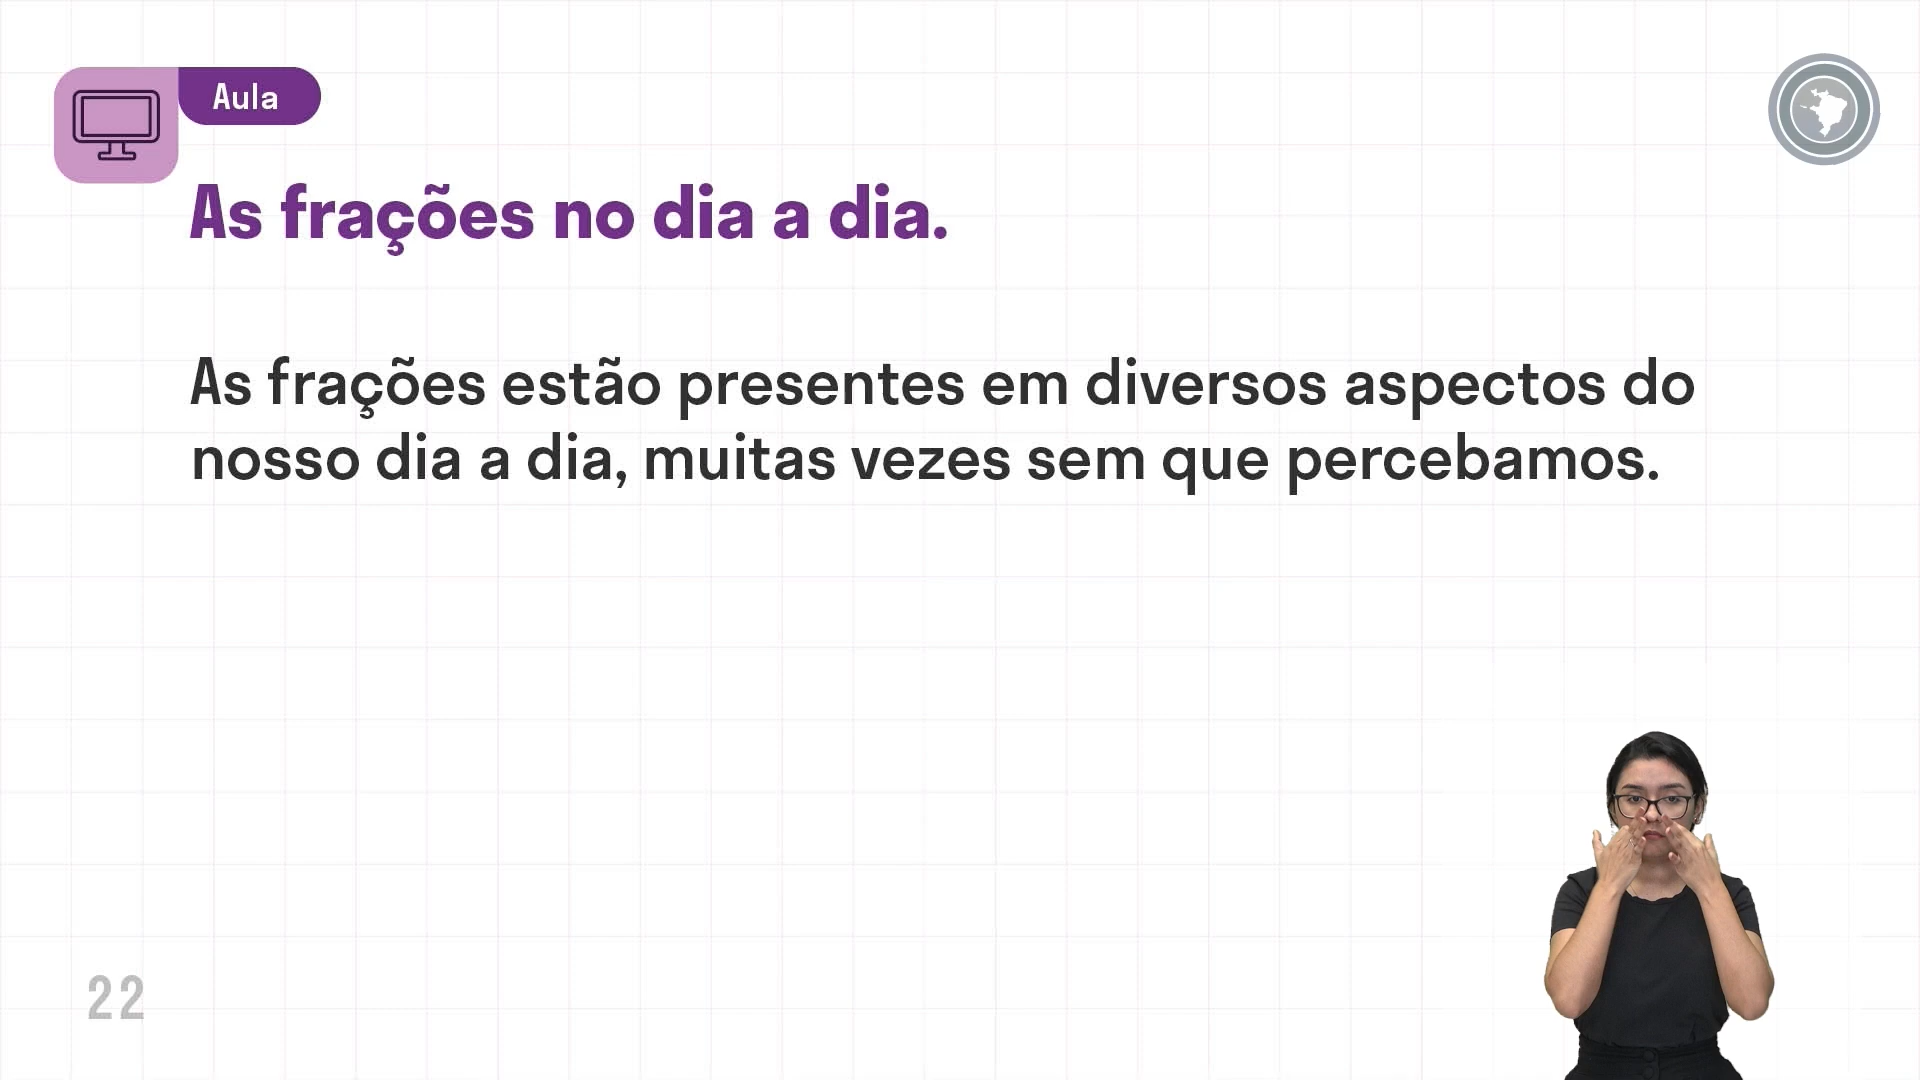 Aula
As frações no dia a dia.
As frações estão presentes em diversos aspectos do
nosso dia a dia, muitas vezes sem que percebamos.
22